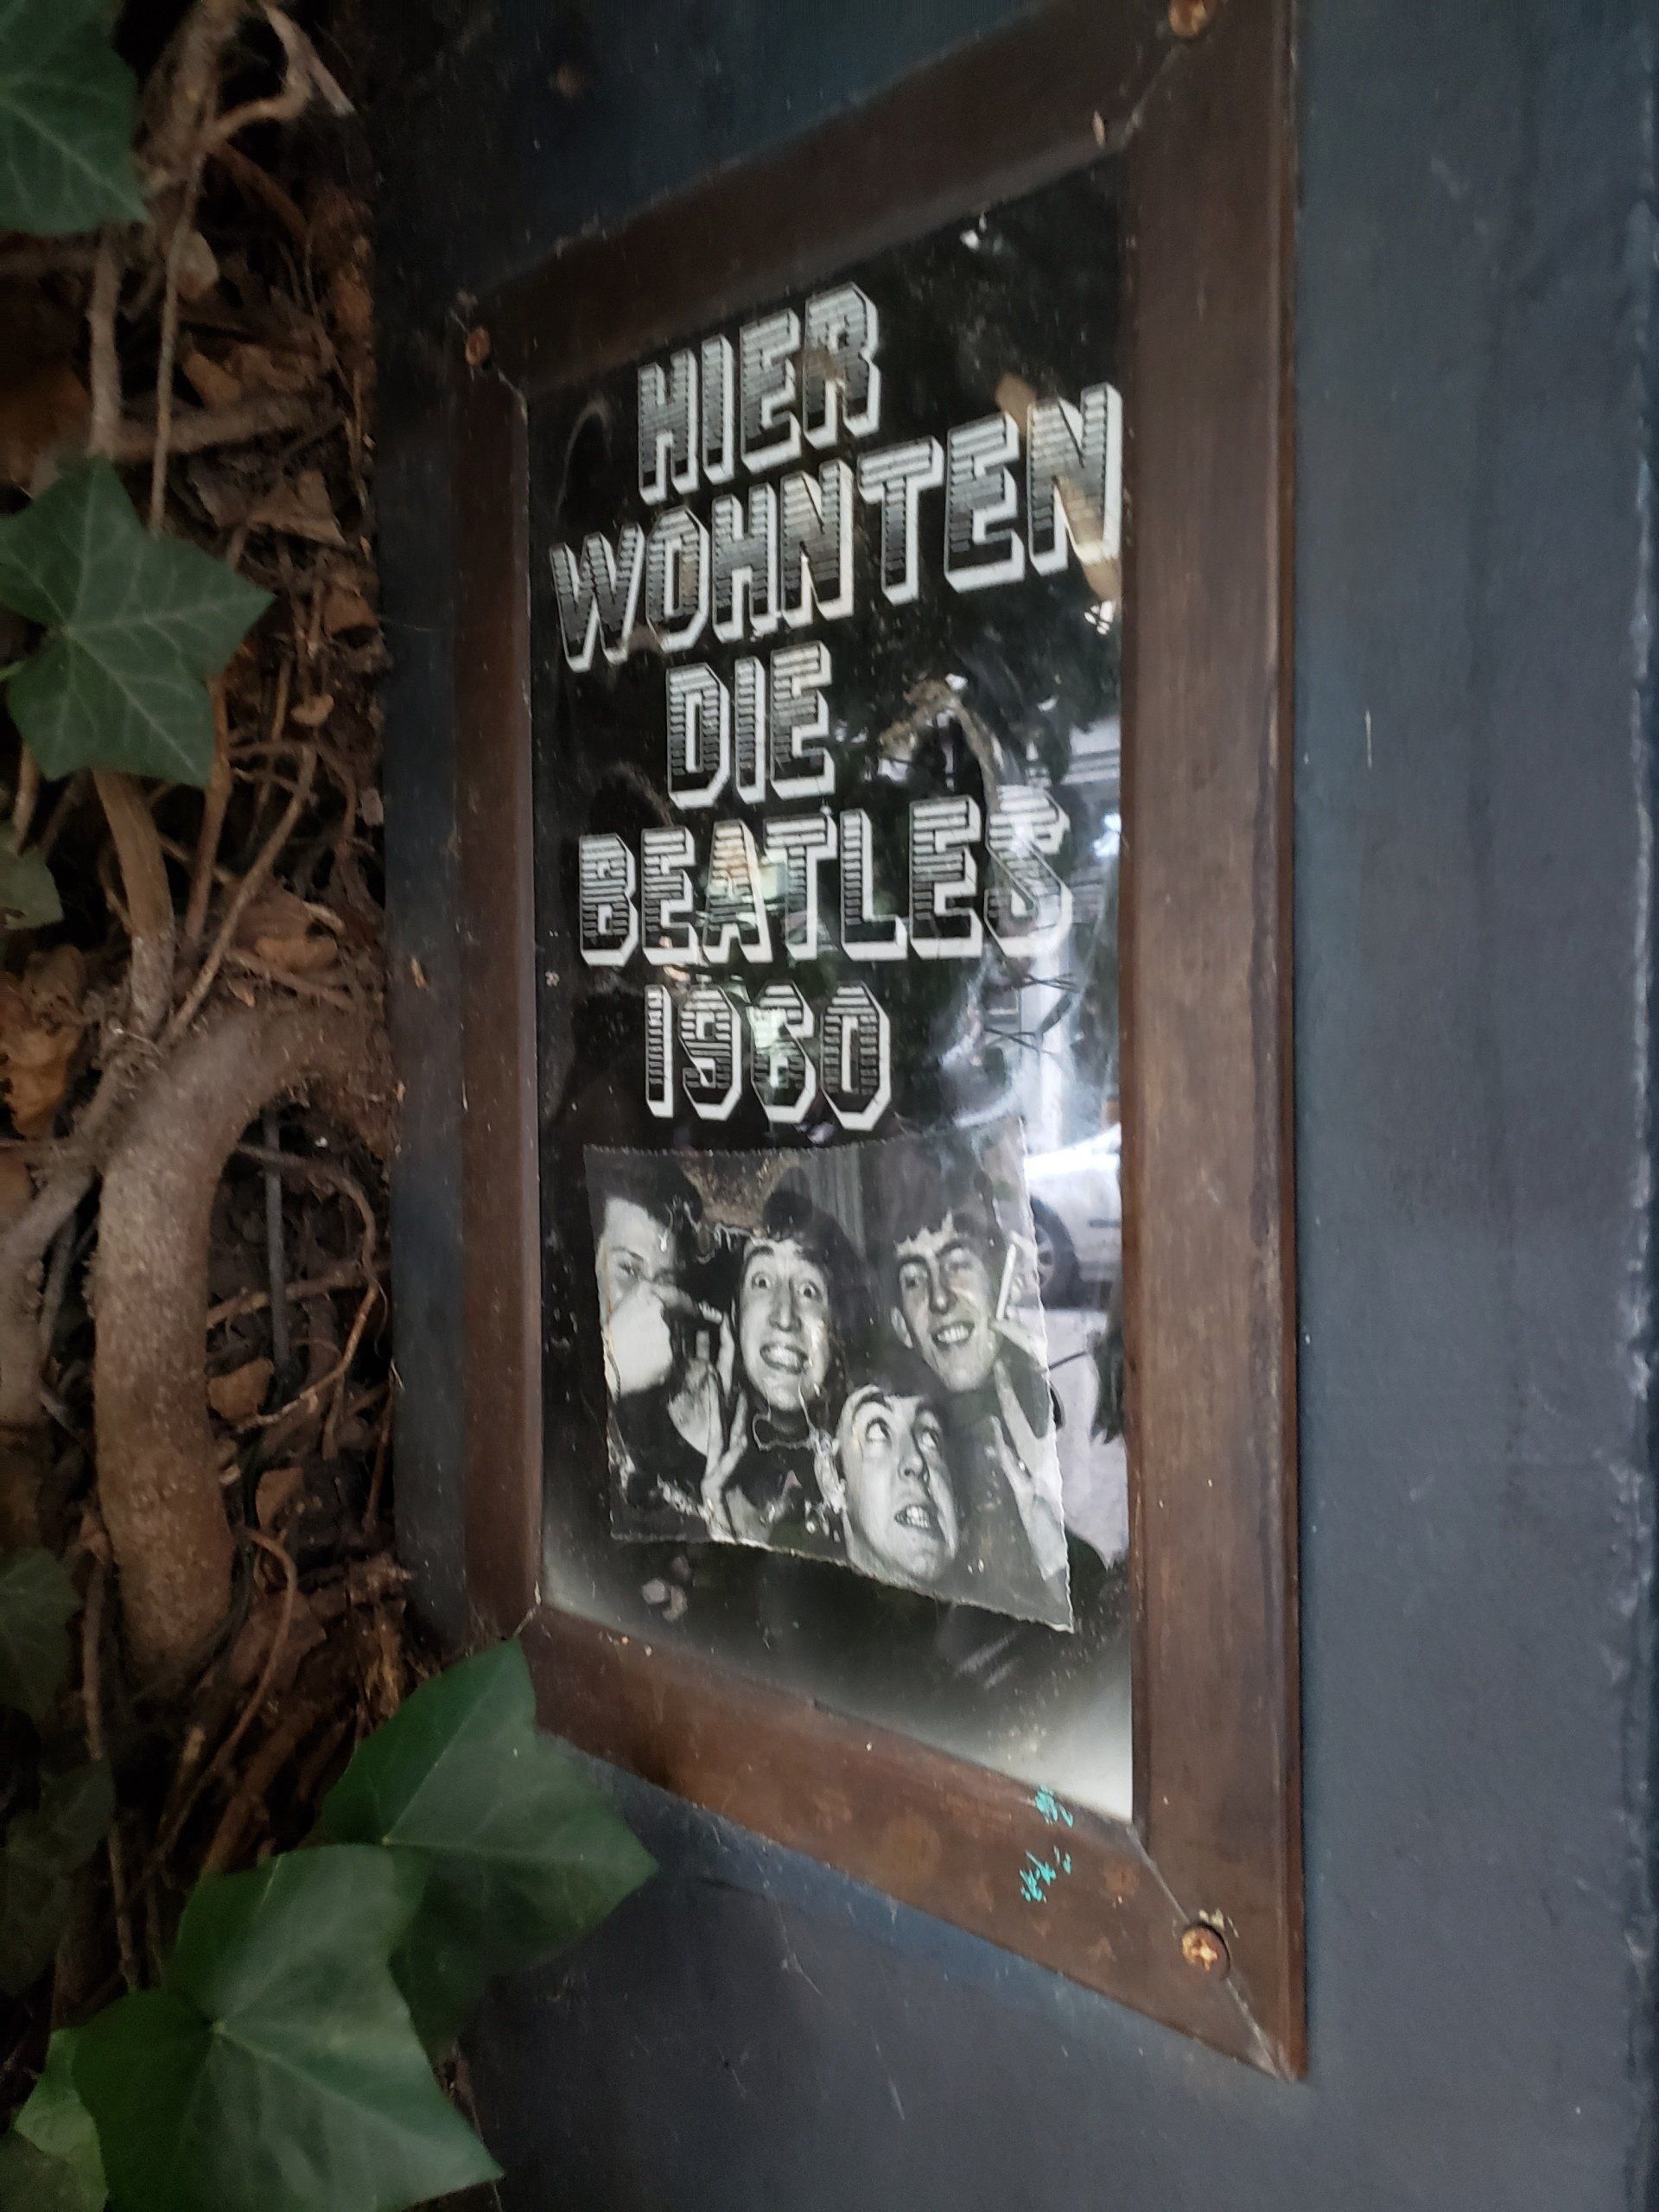 HIER
WOHNTEN
DIE
BEATLES
1960